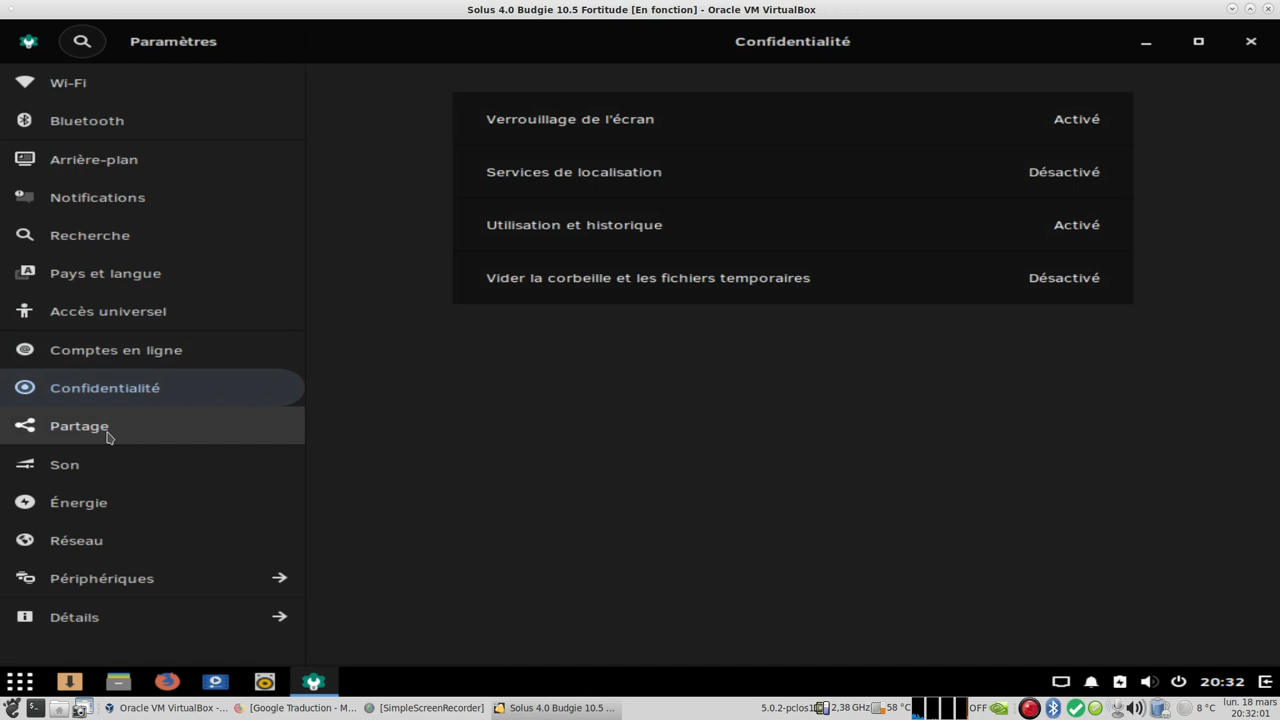 Solus 4.0 Budgie 10.5 Fortitude [En fonction] - Oracle VM VirtualBox
Paramètres
Confidentialité
Wi-Fi
Bluetooth
Arrière-plan
Notifications
Recherche
Pays et langue
Accès universel
Comptes en ligne
Confidentialité
Partage
Son
Énergie
Réseau
Périphériques
Détails
Verrouillage de l'écran Activé
Services de localisation Désactivé
Utilisation et historique Activé
Vider la corbeille et les fichiers temporaires Désactivé
20:32
Oracle VM VirtualBox -... [Google Traduction - M... [SimpleScreenRecorder] Solus 4.0 Budgie 10.5 ... 5.0.2-pclos1 2,38 GHz 58 °C OFF 8 °C lun. 18 mars
20:32:01